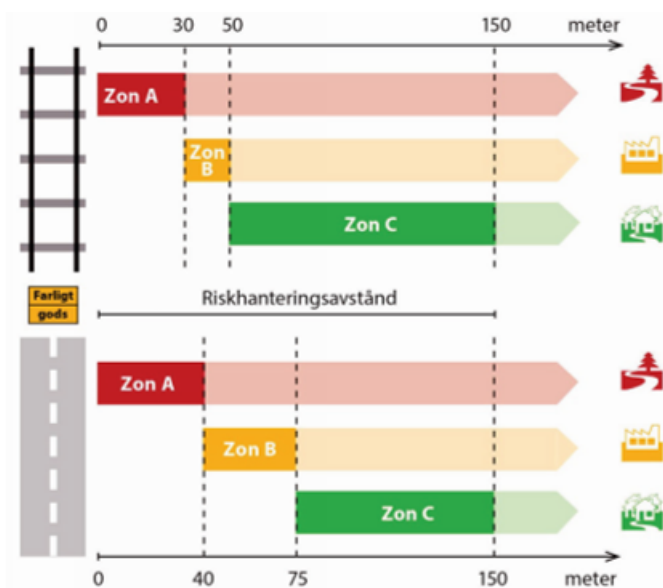 0 30 50 150 meter
Zon A
Zon
B
Zon C
Farligt
gods
Riskhanteringsavstånd
Zon A
Zon B
Zon C
0 40 75 150 meter